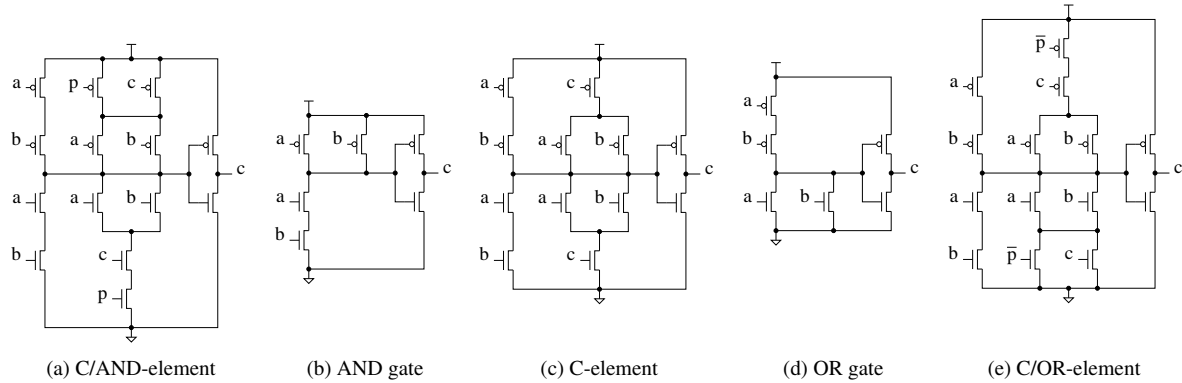 a p c
b a b
a a b c
b c
p
(a) C/AND-element
a b
a c
b
(b) AND gate
c
a b
b
a a b c
b c
(c) C-element
a
b
a b c
(d) OR gate
p̅
a c
b a b
a a b c
b p̅ c
(e) C/OR-element